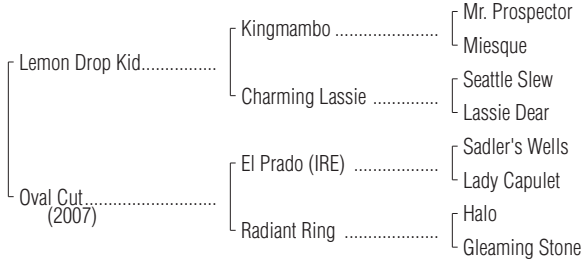 Mr. Prospector
Kingmambo ......................
Miesque
Lemon Drop Kid................
Seattle Slew
Charming Lassie ..............
Lassie Dear
Sadler's Wells
El Prado (IRE) ..................
Lady Capulet
Oval Cut............................
(2007)
Halo
Radiant Ring ....................
Gleaming Stone